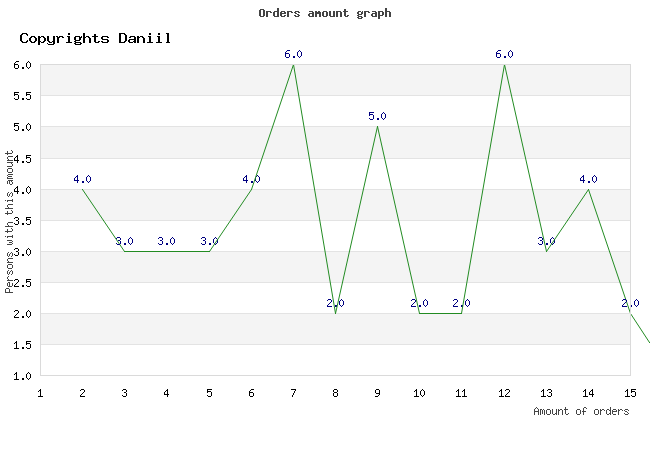 Orders amount graph
Copyrights Daniil
6.0
5.5
5.0
4.5
4.0
3.5
3.0
2.5
2.0
1.5
1.0
Persons with this amount
4.0 3.0 3.0 3.0 4.0 6.0 2.0 5.0 2.0 2.0 6.0 3.0 4.0 2.0
1 2 3 4 5 6 7 8 9 10 11 12 13 14 15
Amount of orders